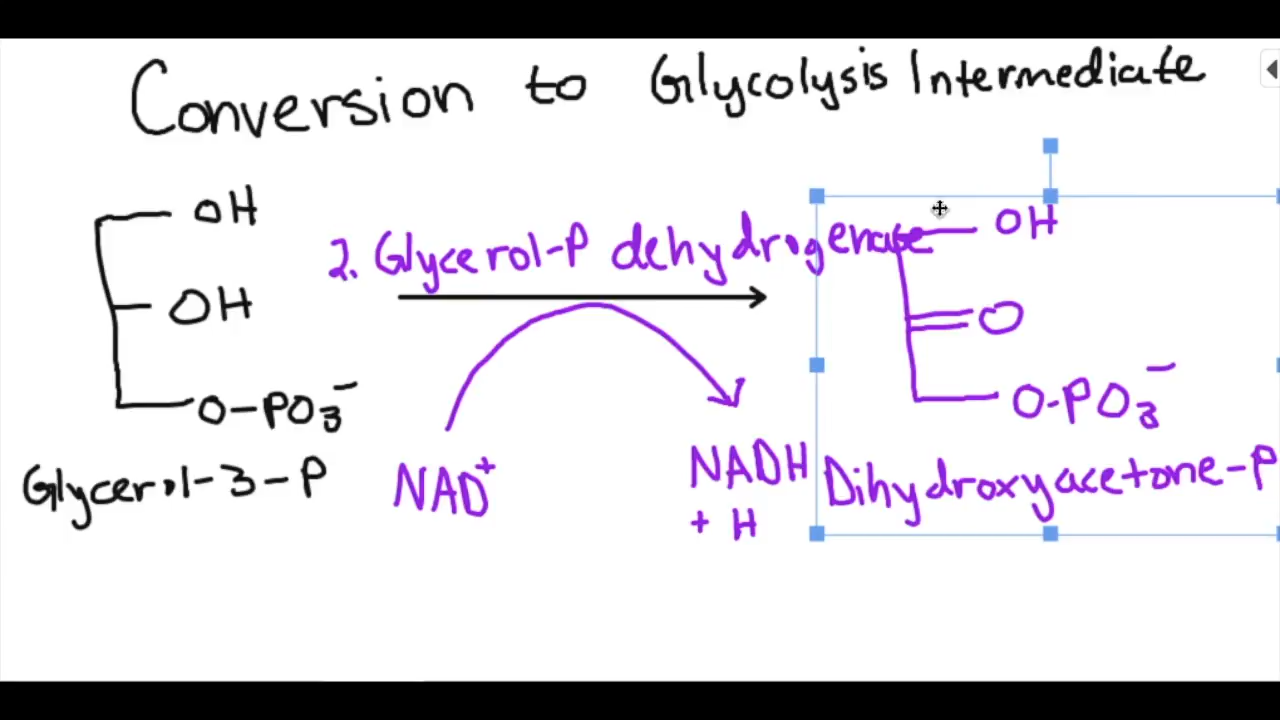 Conversion to Glycolysis Intermediate
OH
OH
O-PO₃⁻
Glycerol-3-P
2. Glycerol-P dehydrogenase
NAD⁺
NADH
+ H
OH
O
O-PO₃⁻
Dihydroxyacetone-P